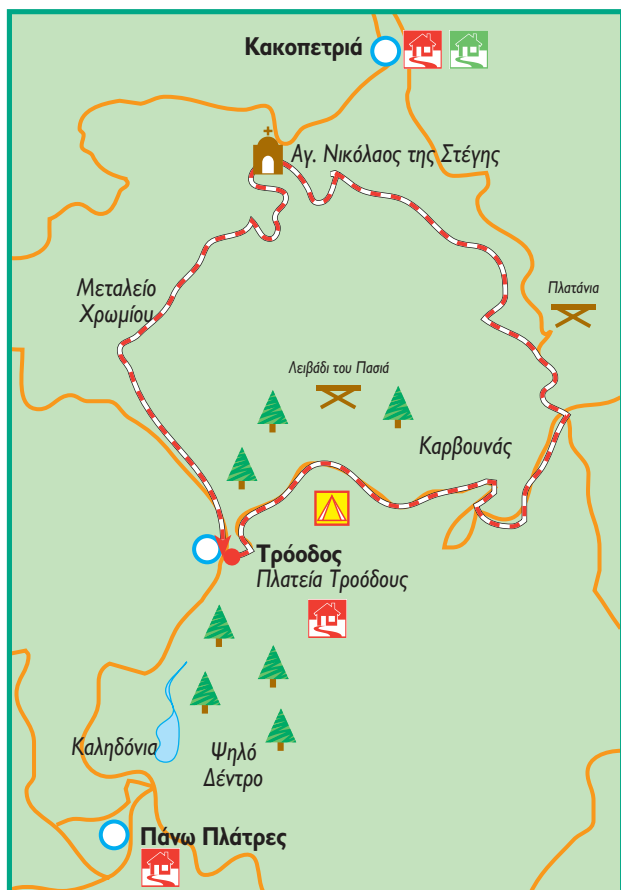 Κακοπετριά
Αγ. Νικόλαος της Στέγης
Μεταλείο
Χρωμίου
Πλατάνια
Λειβάδι του Πασιά
Καρβουνάς
Τρόοδος
Πλατεία Τροόδους
Καληδόνια
Ψηλό
Δέντρο
Πάνω Πλάτρες